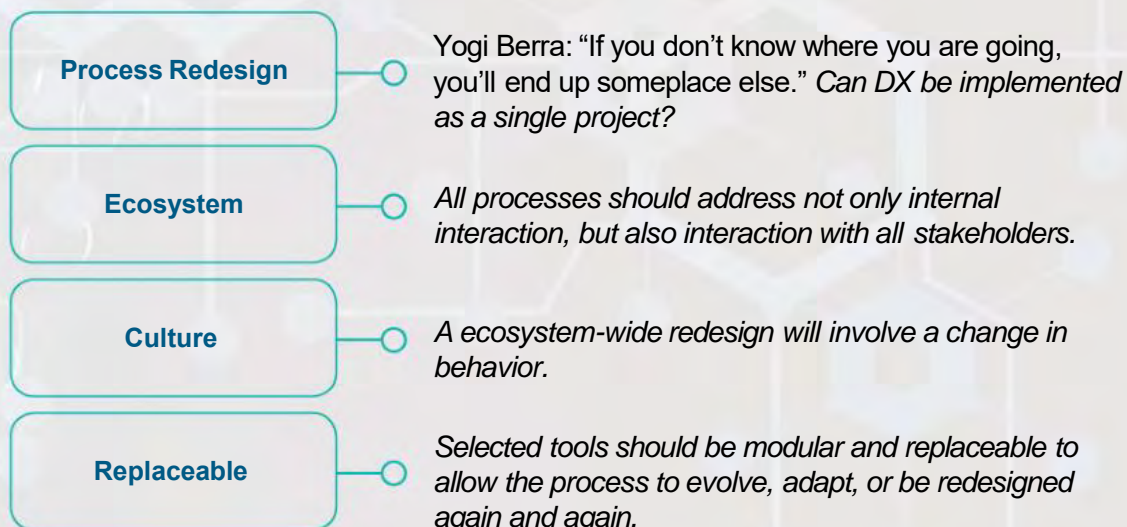 Process Redesign
Yogi Berra: “If you don’t know where you are going,
you’ll end up someplace else.” Can DX be implemented
as a single project?
Ecosystem
All processes should address not only internal
interaction, but also interaction with all stakeholders.
Culture
A ecosystem-wide redesign will involve a change in
behavior.
Replaceable
Selected tools should be modular and replaceable to
allow the process to evolve, adapt, or be redesigned
again and again.